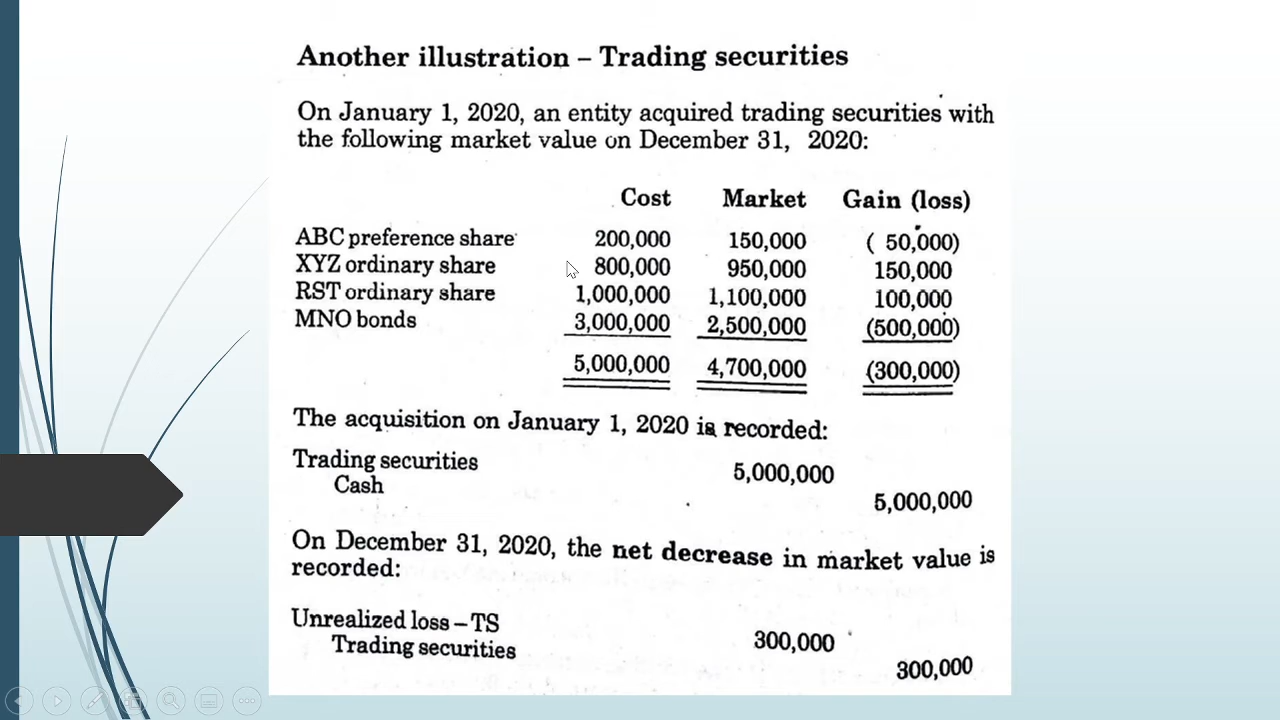 Another illustration – Trading securities
On January 1, 2020, an entity acquired trading securities with
the following market value on December 31, 2020:
Cost Market Gain (loss)
ABC preference share 200,000 150,000 ( 50,000)
XYZ ordinary share 800,000 950,000 150,000
RST ordinary share 1,000,000 1,100,000 100,000
MNO bonds 3,000,000 2,500,000 (500,000)
5,000,000 4,700,000 (300,000)
The acquisition on January 1, 2020 is recorded:
Trading securities 5,000,000
Cash 5,000,000
On December 31, 2020, the net decrease in market value is
recorded:
Unrealized loss – TS 300,000
Trading securities 300,000